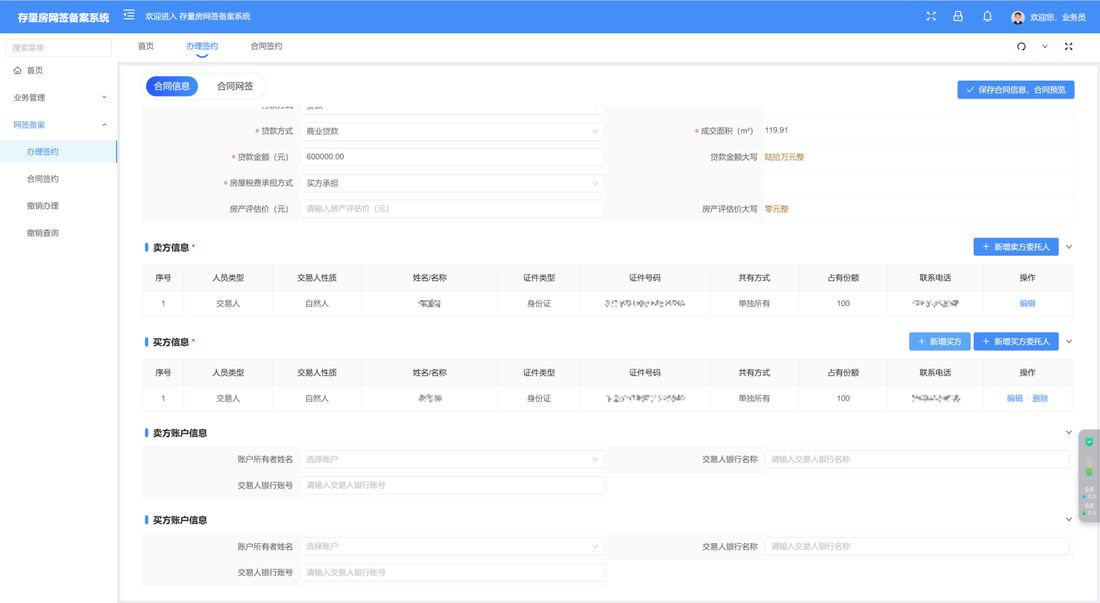 存量房网签备案系统
欢迎进入 存量房网签备案系统
欢迎您, 业务员
搜索菜单
首页
业务管理
网签备案
办理签约
合同签约
撤销办理
撤销查询
首页 办理签约 合同签约
合同信息 合同网签
保存合同信息,合同预览
* 贷款方式 商业贷款 * 成交面积(m²) 119.91
* 贷款金额(元) 600000.00 贷款金额大写 陆拾万元整
* 房屋税费承担方式 买方承担
房产评估价(元) 请输入房产评估价(元) 房产评估价大写 零元整
卖方信息 *
+ 新增卖方委托人
序号 人员类型 交易人性质 姓名/名称 证件类型 证件号码 共有方式 占有份额 联系电话 操作
1 交易人 自然人 身份证 单独所有 100 编辑
买方信息 *
+ 新增买方 + 新增买方委托人
序号 人员类型 交易人性质 姓名/名称 证件类型 证件号码 共有方式 占有份额 联系电话 操作
1 交易人 自然人 身份证 单独所有 100 编辑 删除
卖方账户信息
账户所有者姓名 选择账户 交易人银行名称 请输入交易人银行名称
交易人银行账号 请输入交易人银行账号
买方账户信息
账户所有者姓名 选择账户 交易人银行名称 请输入交易人银行名称
交易人银行账号 请输入交易人银行账号
0.0
0.0